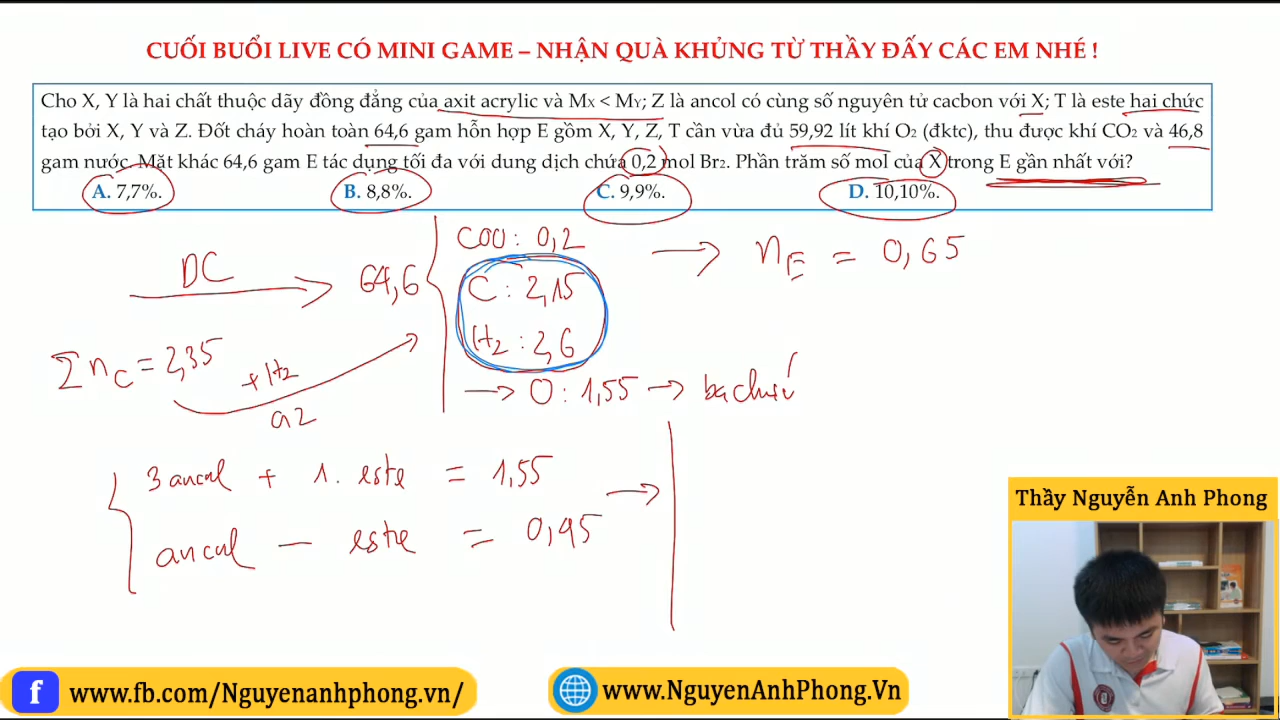 CUỐI BUỔI LIVE CÓ MINI GAME – NHẬN QUÀ KHỦNG TỪ THẦY ĐẤY CÁC EM NHÉ !
Cho X, Y là hai chất thuộc dãy đồng đẳng của axit acrylic và Mx < MY; Z là ancol có cùng số nguyên tử cacbon với X; T là este hai chức
tạo bởi X, Y và Z. Đốt cháy hoàn toàn 64,6 gam hỗn hợp E gồm X, Y, Z, T cần vừa đủ 59,92 lít khí O₂ (đktc), thu được khí CO₂ và 46,8
gam nước. Mặt khác 64,6 gam E tác dụng tối đa với dung dịch chứa 0,2 mol Br₂. Phần trăm số mol của X trong E gần nhất với?
A. 7,7%. B. 8,8%. C. 9,9%. D. 10,10%.
DC
64,6
COO : 0,2
C : 2,15
H₂ : 2,6
→ nE = 0,65
Σ nC = 2,35
+ H₂
0,2
→ O : 1,55 → ba chức
3 ancol + 1. este = 1,55
ancol − este = 0,45
→
Thầy Nguyễn Anh Phong
f www.fb.com/Nguyenanhphong.vn/
www.NguyenAnhPhong.Vn